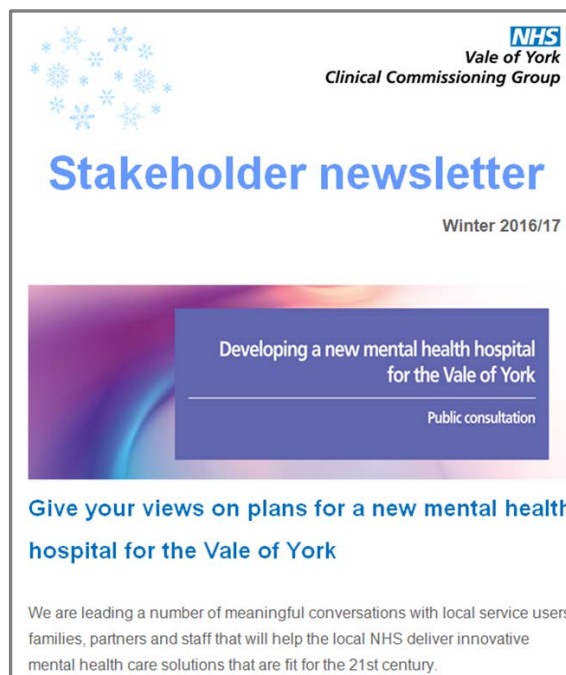 NHS
Vale of York
Clinical Commissioning Group
Stakeholder newsletter
Winter 2016/17
Developing a new mental health hospital
for the Vale of York
Public consultation
Give your views on plans for a new mental health
hospital for the Vale of York
We are leading a number of meaningful conversations with local service users
families, partners and staff that will help the local NHS deliver innovative
mental health care solutions that are fit for the 21st century.